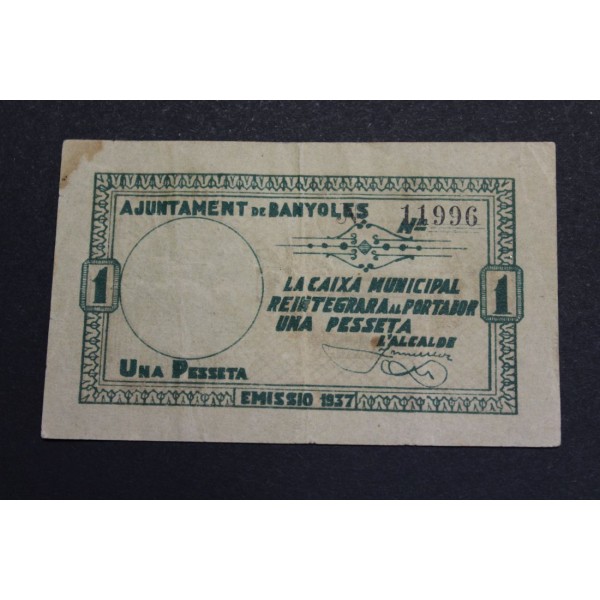 AJUNTAMENT DE BANYOLES
Nº 11996
LA CAIXA MUNICIPAL
REINTEGRARA AL PORTADOR
UNA PESSETA
L'ALCALDE
1
1
UNA PESSETA
EMISSIO 1937